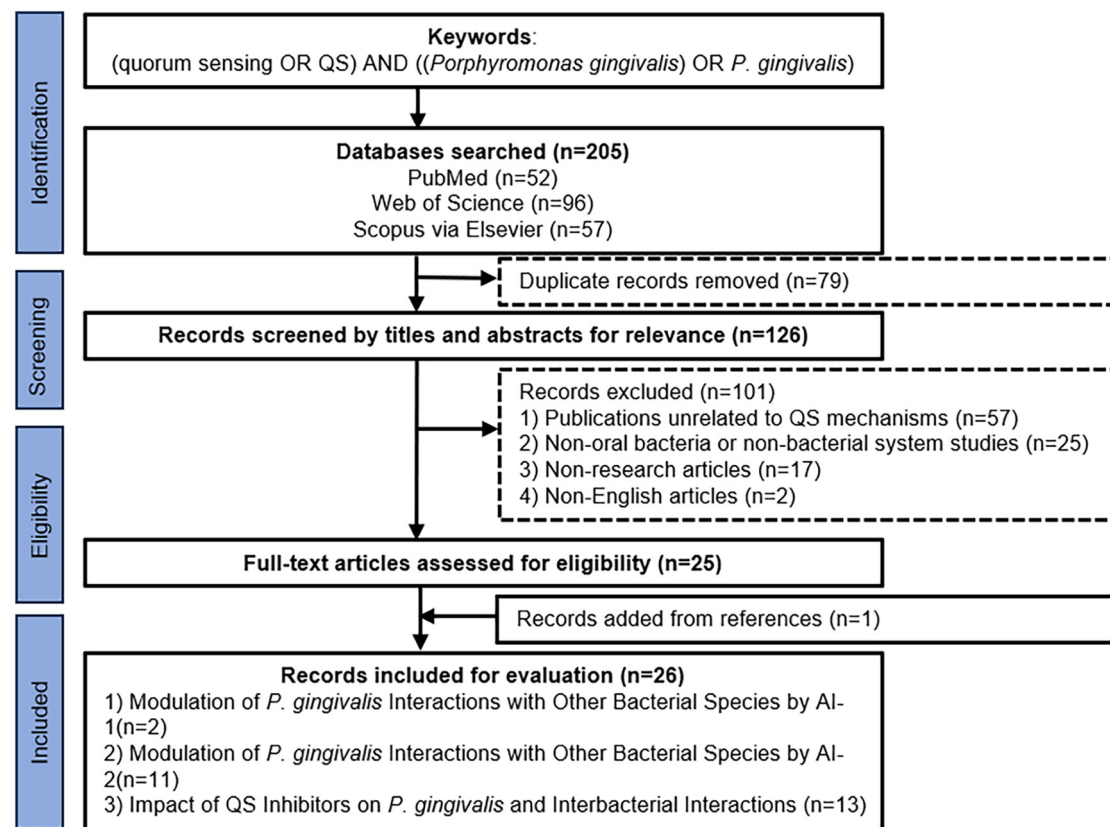 Identification
Keywords:
(quorum sensing OR QS) AND ((Porphyromonas gingivalis) OR P. gingivalis)
Databases searched (n=205)
PubMed (n=52)
Web of Science (n=96)
Scopus via Elsevier (n=57)
Duplicate records removed (n=79)
Screening
Records screened by titles and abstracts for relevance (n=126)
Records excluded (n=101)
1) Publications unrelated to QS mechanisms (n=57)
2) Non-oral bacteria or non-bacterial system studies (n=25)
3) Non-research articles (n=17)
4) Non-English articles (n=2)
Eligibility
Full-text articles assessed for eligibility (n=25)
Records added from references (n=1)
Included
Records included for evaluation (n=26)
1) Modulation of P. gingivalis Interactions with Other Bacterial Species by AI-
1(n=2)
2) Modulation of P. gingivalis Interactions with Other Bacterial Species by AI-
2(n=11)
3) Impact of QS Inhibitors on P. gingivalis and Interbacterial Interactions (n=13)